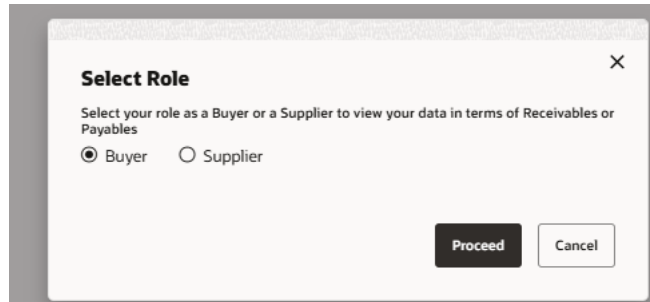 Select Role
Select your role as a Buyer or a Supplier to view your data in terms of Receivables or
Payables
Buyer Supplier
Proceed Cancel